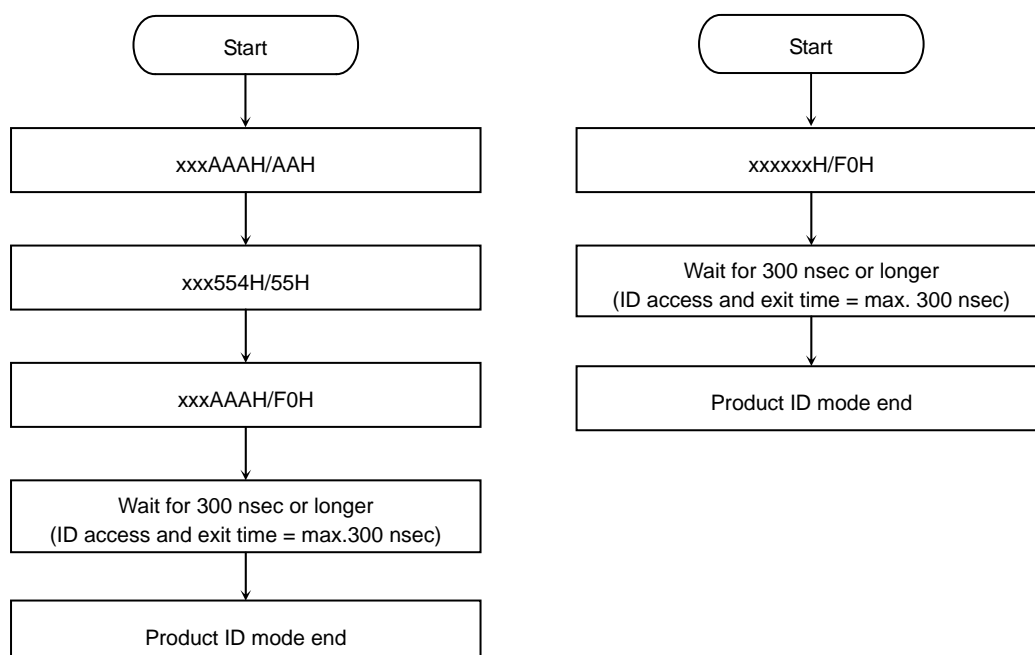 Start
xxxAAAH/AAH
xxx554H/55H
xxxAAAH/F0H
Wait for 300 nsec or longer
(ID access and exit time = max.300 nsec)
Product ID mode end
Start
xxxxxxH/F0H
Wait for 300 nsec or longer
(ID access and exit time = max. 300 nsec)
Product ID mode end